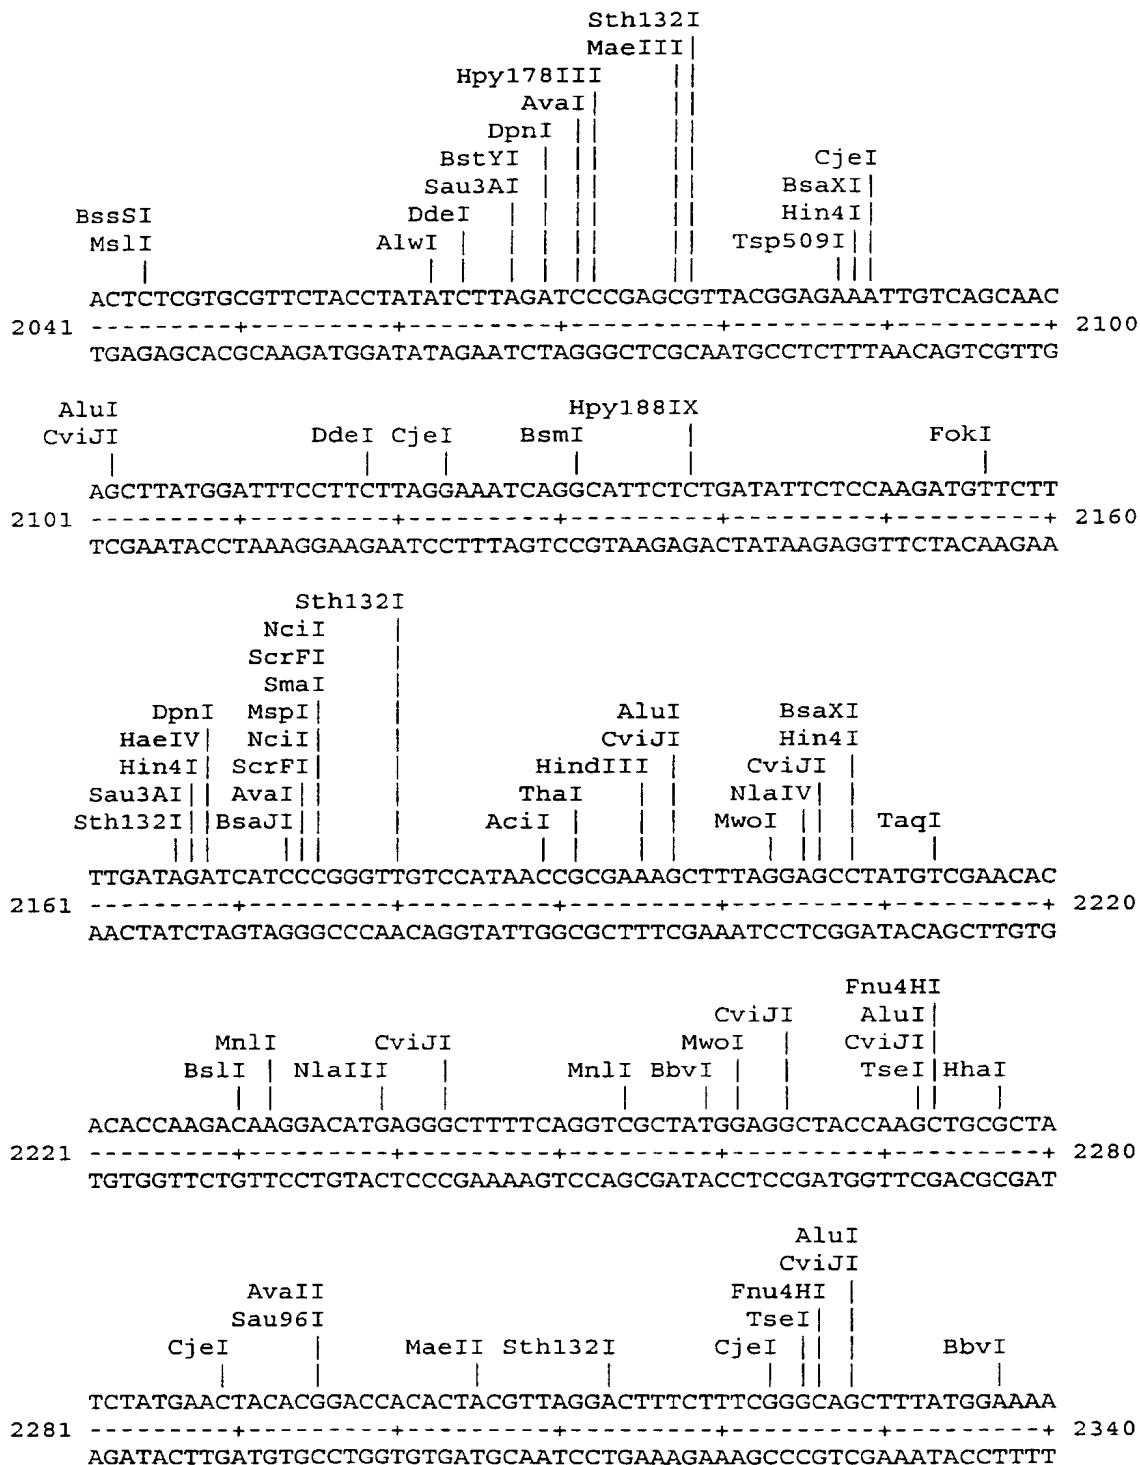 Sth132I
MaeIII|
Hpy178III | |
AvaI|
DpnI
BstYI | CjeI
Sau3AI | BsaXI|
BssSI DdeI Hin4I|
MslI AlwI Tsp509I||
ACTCTCGTGCGTTCTACCTATATCTTAGATCCCGAGCGTTACGGAGAAATTGTCAGCAAC
2041 ---------+---------+---------+---------+---------+---------+ 2100
TGAGAGCACGCAAGATGGATATAGAATCTAGGGCTCGCAATGCCTCTTTAACAGTCGTTG
AluI Hpy188IX
CviJI DdeI CjeI BsmI FokI
AGCTTATGGATTTCCTTCTTAGGAAATCAGGCATTCTCTGATATTCTCCAAGATGTTCTT
2101 ---------+---------+---------+---------+---------+---------+ 2160
TCGAATACCTAAAGGAAGAATCCTTTAGTCCGTAAGAGACTATAAGAGGTTCTACAAGAA
Sth132I
NciI
ScrFI
SmaI
DpnI MspI| AluI BsaXI
HaeIV| NciI| CviJI Hin4I
Hin4I| ScrFI| HindIII CviJI
Sau3AI|| AvaI| ThaI NlaIV|
Sth132I|| BsaJI|| AciI MwoI TaqI
TTGATAGATCATCCCGGGTTGTCCATAACCGCGAAAGCTTTAGGAGCCTATGTCGAACAC
2161 ---------+---------+---------+---------+---------+---------+ 2220
AACTATCTAGTAGGGCCCAACAGGTATTGGCGCTTTCGAAATCCTCGGATACAGCTTGTG
Fnu4HI
CviJI AluI|
MnlI CviJI MwoI CviJI|
BslI NlaIII MnlI BbvI TseI|HhaI
ACACCAAGACAAGGACATGAGGGCTTTTCAGGTCGCTATGGAGGCTACCAAGCTGCGCTA
2221 ---------+---------+---------+---------+---------+---------+ 2280
TGTGGTTCTGTTCCTGTACTCCCGAAAAGTCCAGCGATACCTCCGATGGTTCGACGCGAT
AluI
CviJI
AvaII Fnu4HI |
Sau96I TseI|
CjeI MaeII Sth132I CjeI BbvI
TCTATGAACTACACGGACCACACTACGTTAGGACTTTCTTTCGGGCAGCTTTATGGAAAA
2281 ---------+---------+---------+---------+---------+---------+ 2340
AGATACTTGATGTGCCTGGTGTGATGCAATCCTGAAAGAAAGCCCGTCGAAATACCTTTT